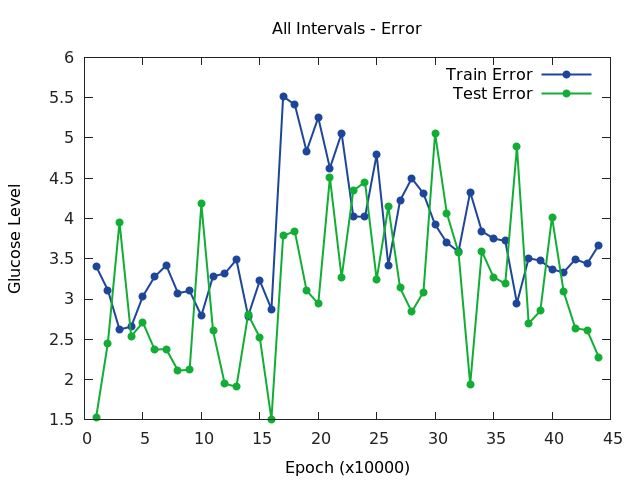 All Intervals - Error
Train Error
Test Error
Glucose Level
6
5.5
5
4.5
4
3.5
3
2.5
2
1.5
0 5 10 15 20 25 30 35 40 45
Epoch (x10000)